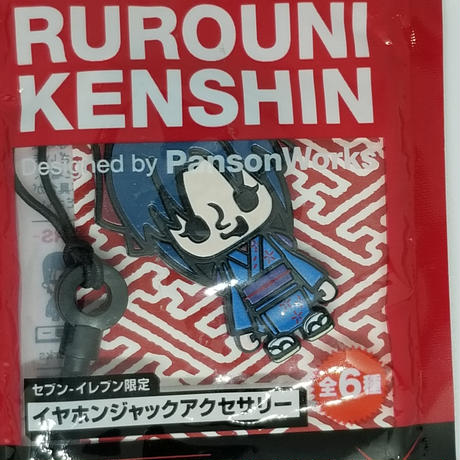 RUROUNI
KENSHIN
Designed by PansonWorks
セブン-イレブン限定
イヤホンジャックアクセサリー
全6種